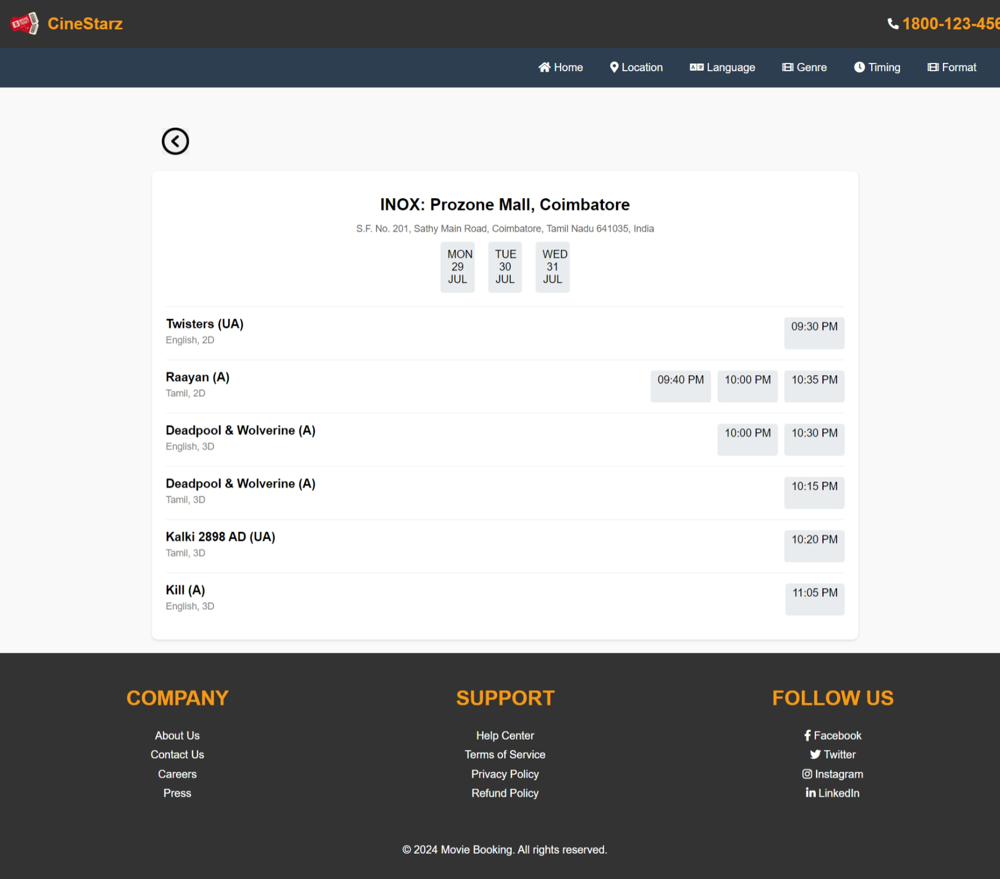 CineStarz
1800-123-456
Home
Location
Language
Genre
Timing
Format
INOX: Prozone Mall, Coimbatore
S.F. No. 201, Sathy Main Road, Coimbatore, Tamil Nadu 641035, India
MON
29
JUL
TUE
30
JUL
WED
31
JUL
Twisters (UA)
English, 2D
09:30 PM
Raayan (A)
Tamil, 2D
09:40 PM
10:00 PM
10:35 PM
Deadpool & Wolverine (A)
English, 3D
10:00 PM
10:30 PM
Deadpool & Wolverine (A)
Tamil, 3D
10:15 PM
Kalki 2898 AD (UA)
Tamil, 3D
10:20 PM
Kill (A)
English, 3D
11:05 PM
COMPANY
About Us
Contact Us
Careers
Press
SUPPORT
Help Center
Terms of Service
Privacy Policy
Refund Policy
FOLLOW US
Facebook
Twitter
Instagram
LinkedIn
© 2024 Movie Booking. All rights reserved.